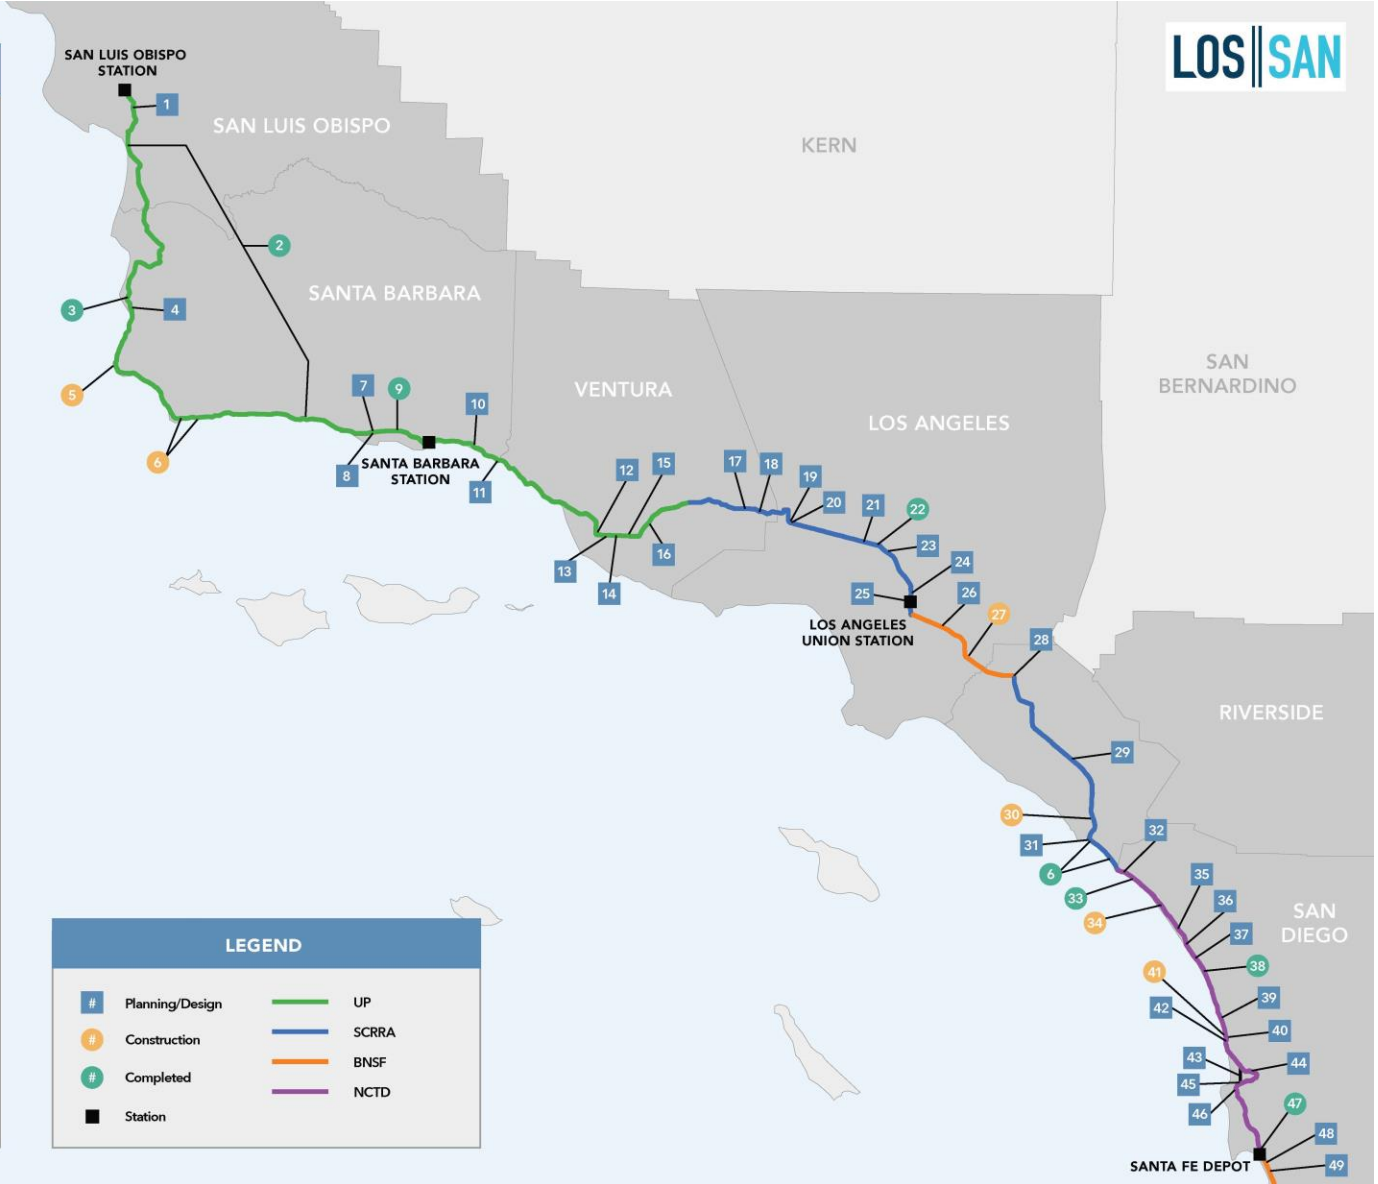 LOS SAN
SAN LUIS OBISPO
STATION
1
SAN LUIS OBISPO
KERN
2
SANTA BARBARA
3
4
SAN
BERNARDINO
5
7
9
VENTURA
10
LOS ANGELES
6
8
SANTA BARBARA
STATION
11
12
15
17
18
19
20
21
22
13
14
16
23
24
25
26
27
LOS ANGELES
UNION STATION
28
RIVERSIDE
29
30
31
32
6
33
34
35
36
37
SAN
DIEGO
38
41
42
39
40
43
44
45
46
47
48
49
SANTA FE DEPOT
LEGEND
# Planning/Design
# Construction
# Completed
Station
UP
SCRRA
BNSF
NCTD